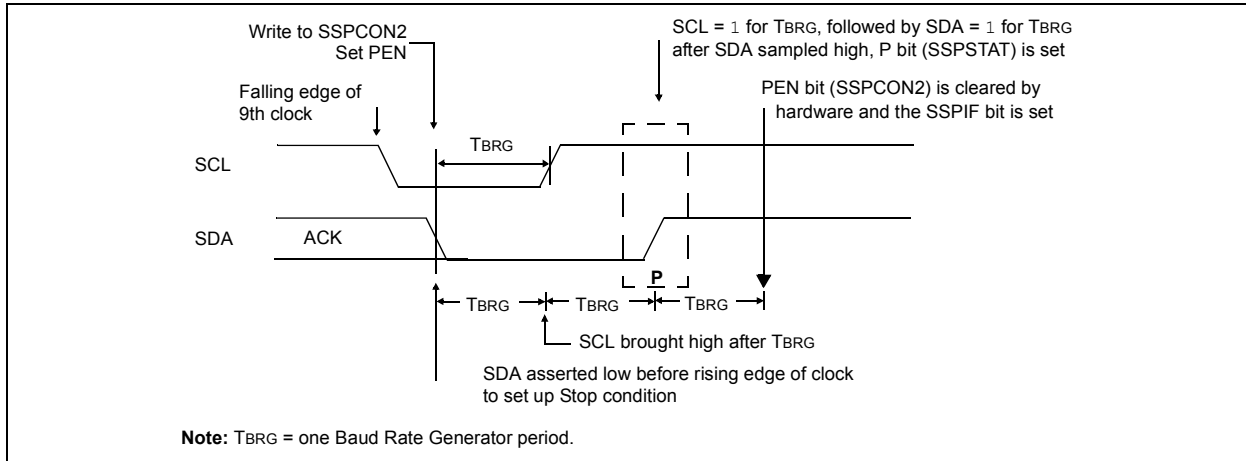 Write to SSPCON2
Set PEN
SCL = 1 for TBRG, followed by SDA = 1 for TBRG
after SDA sampled high, P bit (SSPSTAT) is set
Falling edge of
9th clock
PEN bit (SSPCON2) is cleared by
hardware and the SSPIF bit is set
SCL
TBRG
SDA
ACK
P
TBRG
TBRG
TBRG
SCL brought high after TBRG
SDA asserted low before rising edge of clock
to set up Stop condition
Note: TBRG = one Baud Rate Generator period.